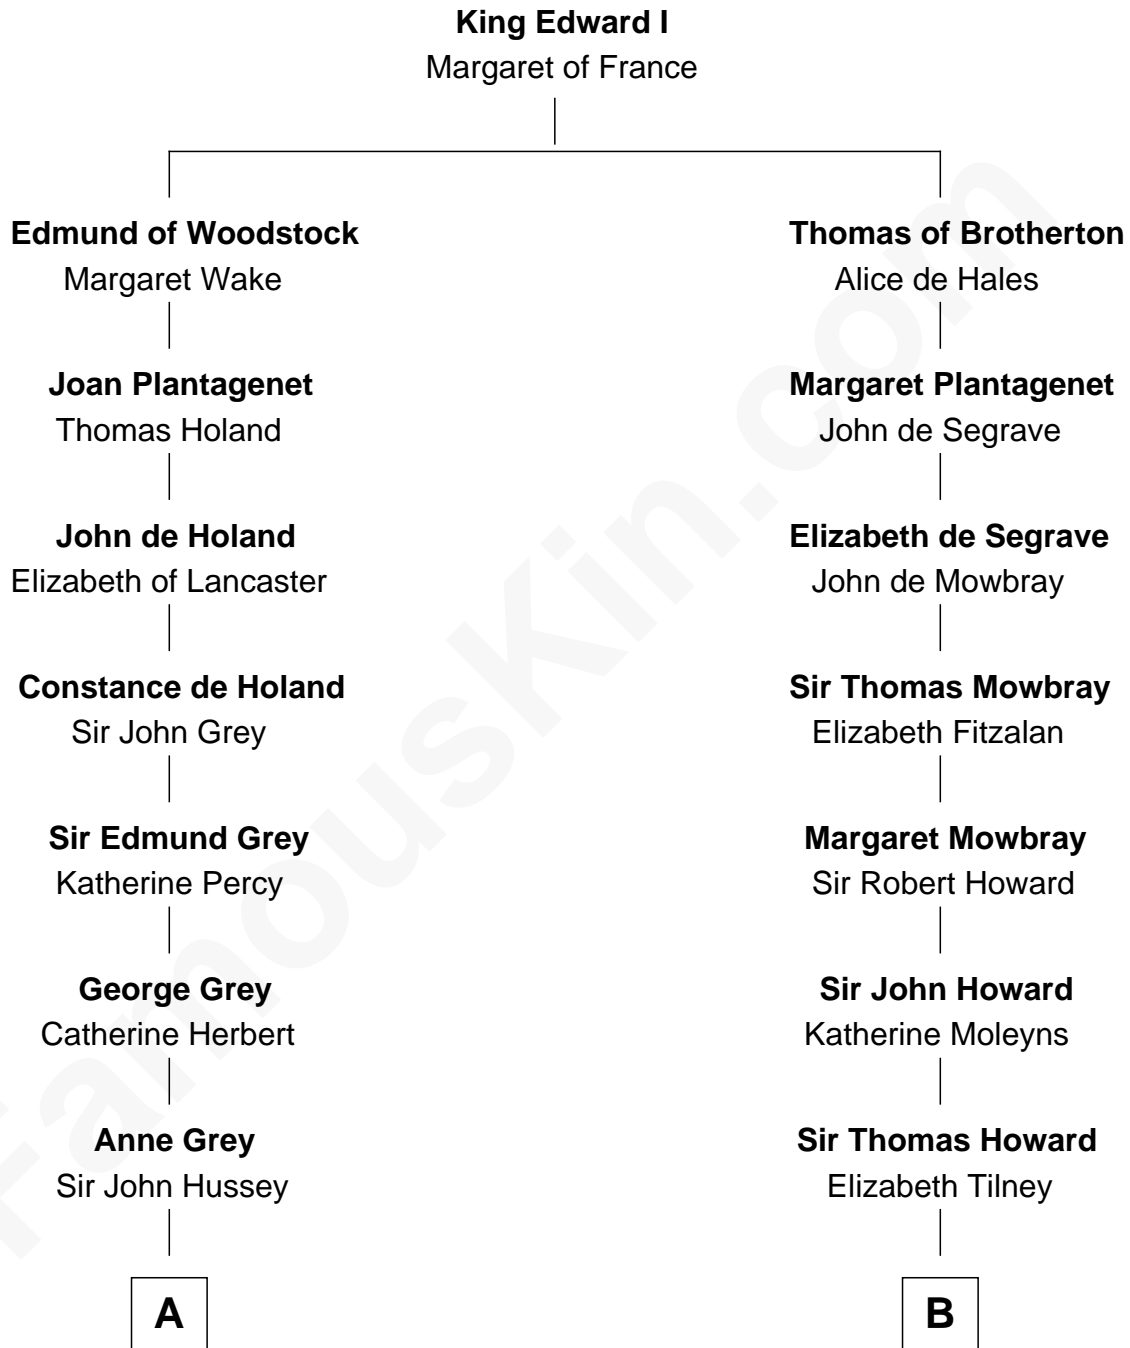 King Edward I
Margaret of France
Edmund of Woodstock
Margaret Wake
Thomas of Brotherton
Alice de Hales
Joan Plantagenet
Thomas Holand
Margaret Plantagenet
John de Segrave
John de Holand
Elizabeth of Lancaster
Elizabeth de Segrave
John de Mowbray
Constance de Holand
Sir John Grey
Sir Thomas Mowbray
Elizabeth Fitzalan
Sir Edmund Grey
Katherine Percy
Margaret Mowbray
Sir Robert Howard
George Grey
Catherine Herbert
Sir John Howard
Katherine Moleyns
Anne Grey
Sir John Hussey
Sir Thomas Howard
Elizabeth Tilney
A
B
FamousKin.com